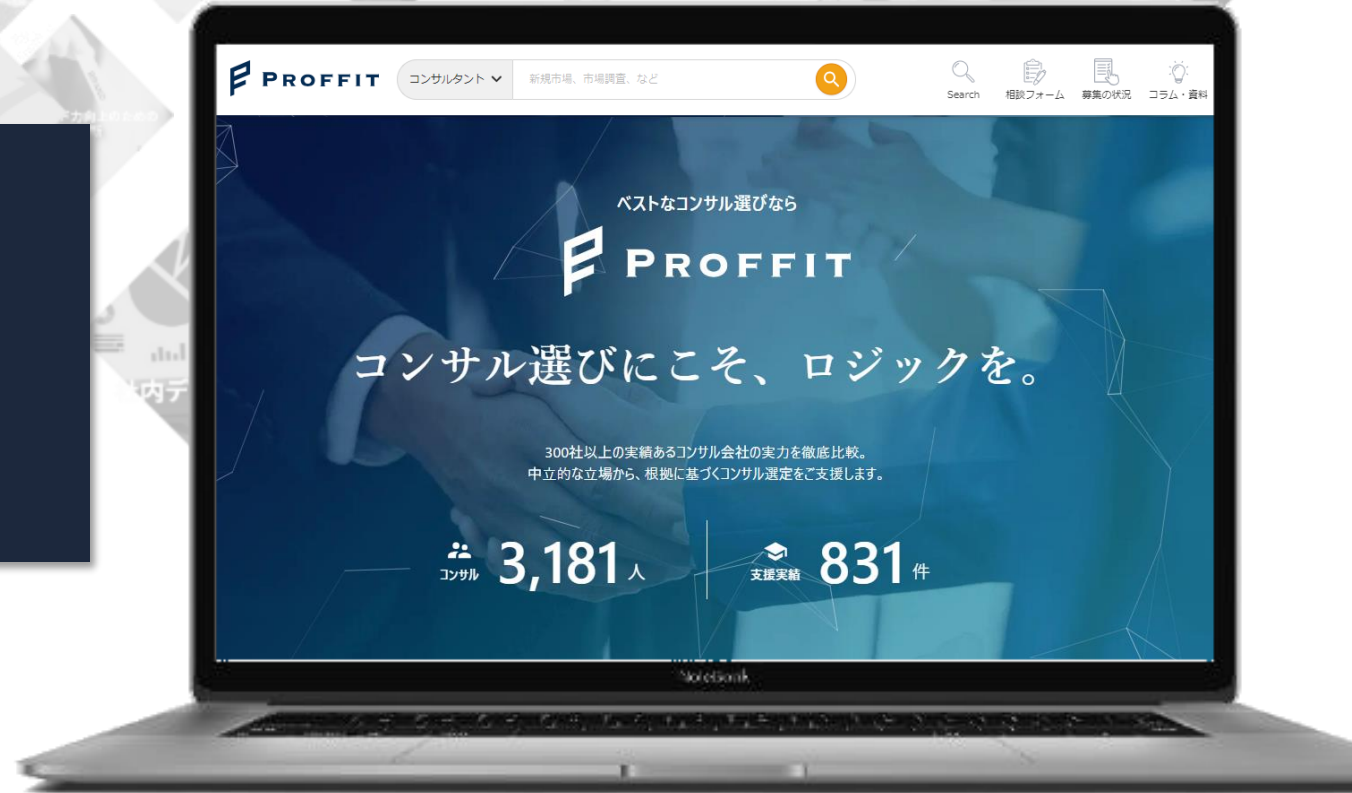 PROFFIT
コンサルタント
新規市場、市場調査、など
Search
相談フォーム
募集の状況
コラム・資料
ベストなコンサル選びなら
PROFFIT
コンサル選びにこそ、ロジックを。
300社以上の実績あるコンサル会社の実力を徹底比較。
中立的な立場から、根拠に基づくコンサル選定をご支援します。
コンサル 3,181人
支援実績 831件
内デ